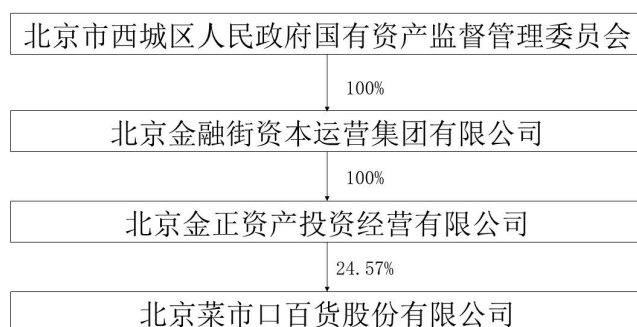 北京市西城区人民政府国有资产监督管理委员会
100%
北京金融街资本运营集团有限公司
100%
北京金正资产投资经营有限公司
24.57%
北京菜市口百货股份有限公司